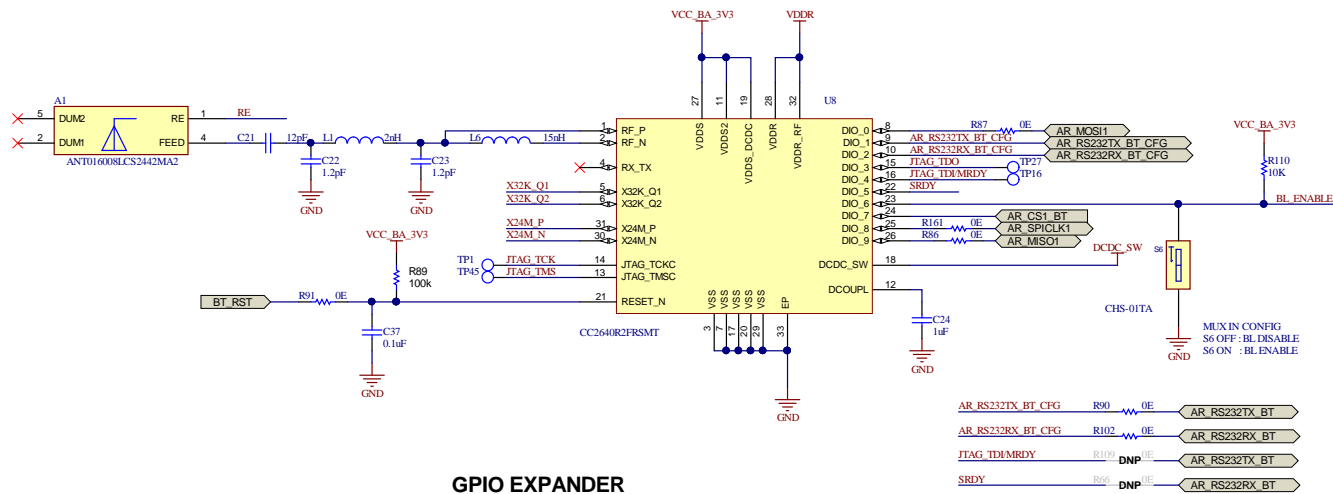 VCC_BA_3V3
VDDR
A1
5 DUM2 RE 1 RE
2 DUM1 FEED 4
ANT016008LCS2442MA2
C21 12pF
L1 2nH
L6 15nH
C22
1.2pF
C23
1.2pF
GND
GND
27 11 19 28 32
VDDS VDDS2 VDDS_DCDC VDDR VDDR_RF
U8
1 RF_P
2 RF_N
4 RX_TX
X32K_Q1 5 X32K_Q1
X32K_Q2 6 X32K_Q2
X24M_P 31 X24M_P
X24M_N 30 X24M_N
TP1 JTAG_TCK 14 JTAG_TCKC
TP45 JTAG_TMS 13 JTAG_TMSC
21 RESET_N
VCC_BA_3V3
R89
100k
BT_RST R91 0E
C37
0.1uF
GND
CC2640R2FRSMT
VSS VSS VSS VSS VSS EP
3 7 17 20 29 33
GND
DIO_0 8 R87 0E AR_MOSI1
DIO_1 9 AR_RS232TX_BT_CFG AR_RS232TX_BT_CFG
DIO_2 10 AR_RS232RX_BT_CFG AR_RS232RX_BT_CFG
DIO_3 15 JTAG_TDO TP27
DIO_4 16 JTAG_TDI/MRDY TP16
DIO_5 22 SRDY
DIO_6 23 BL_ENABLE
DIO_7 24 AR_CS1_BT
DIO_8 25 R161 0E AR_SPICLK1
DIO_9 26 R86 0E AR_MISO1
DCDC_SW 18 DCDC_SW
DCOUPL 12
C24
1uF
GND
VCC_BA_3V3
R110
10K
S6
CHS-01TA
GND
MUX IN CONFIG
S6 OFF : BL DISABLE
S6 ON : BL ENABLE
AR_RS232TX_BT_CFG R90 0E AR_RS232TX_BT
AR_RS232RX_BT_CFG R102 0E AR_RS232RX_BT
JTAG_TDI/MRDY R109 DNP 0E AR_RS232TX_BT
SRDY R66 DNP 0E AR_RS232RX_BT
GPIO EXPANDER